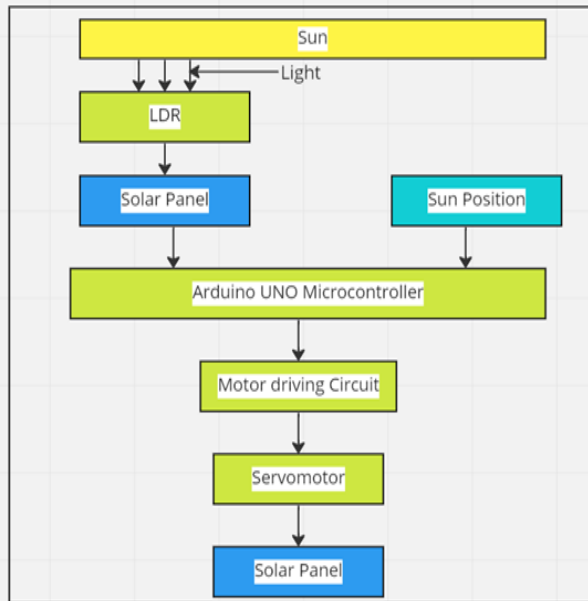 Sun
Light
LDR
Solar Panel
Sun Position
Arduino UNO Microcontroller
Motor driving Circuit
Servomotor
Solar Panel